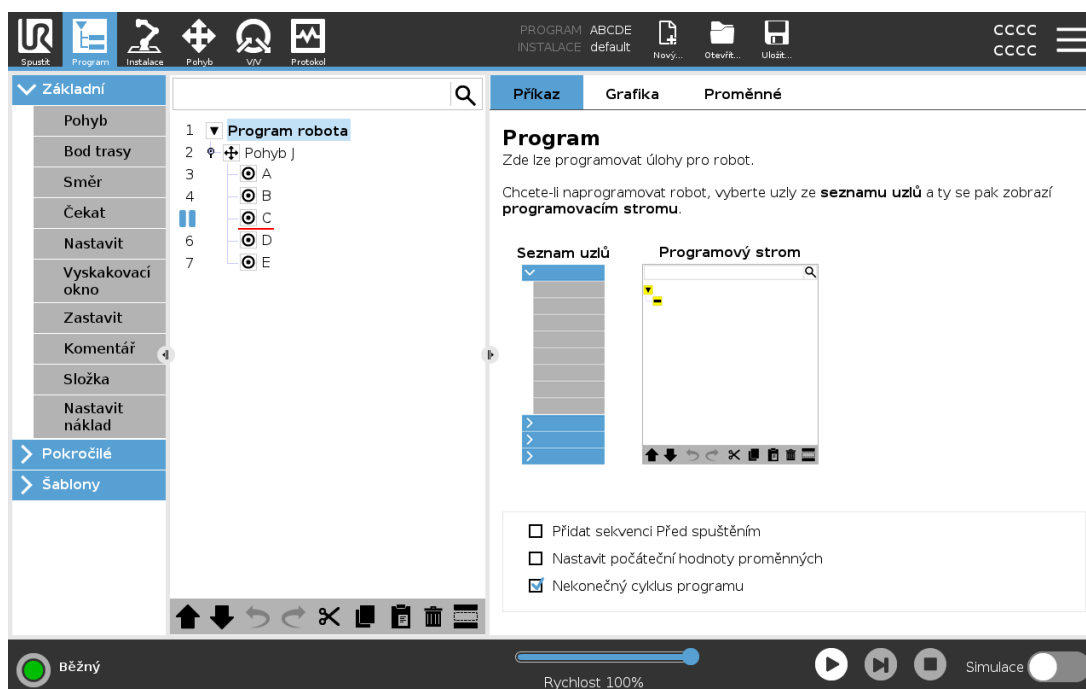 PROGRAM ABCDE
INSTALACE default
CCCC
CCCC
Spustit Program Instalace Pohyb V/V Protokol
Nový... Otevřít... Uložit...
Základní
Pohyb
Bod trasy
Směr
Čekat
Nastavit
Vyskakovací
okno
Zastavit
Komentář
Složka
Nastavit
náklad
Pokročilé
Šablony
1 Program robota
2 Pohyb J
3 A
4 B
C
6 D
7 E
Příkaz Grafika Proměnné
Program
Zde lze programovat úlohy pro robot.
Chcete-li naprogramovat robot, vyberte uzly ze seznamu uzlů a ty se pak zobrazí
programovacím stromu.
Seznam uzlů Programový strom
Přidat sekvenci Před spuštěním
Nastavit počáteční hodnoty proměnných
Nekonečný cyklus programu
Běžný
Rychlost 100%
Simulace